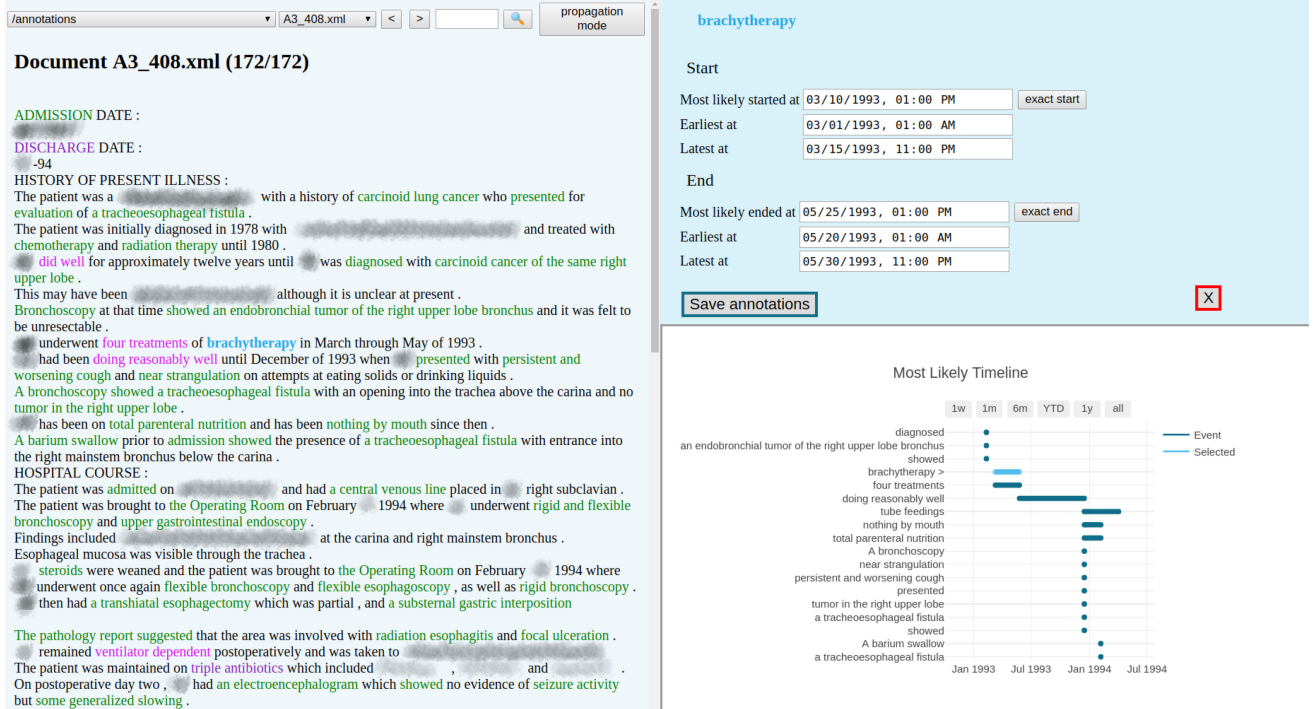 /annotations
A3_408.xml
<
>
propagation
mode
Document A3_408.xml (172/172)
ADMISSION DATE :
DISCHARGE DATE :
-94
HISTORY OF PRESENT ILLNESS :
The patient was a with a history of carcinoid lung cancer who presented for
evaluation of a tracheoesophageal fistula .
The patient was initially diagnosed in 1978 with and treated with
chemotherapy and radiation therapy until 1980 .
did well for approximately twelve years until was diagnosed with carcinoid cancer of the same right
upper lobe .
This may have been although it is unclear at present .
Bronchoscopy at that time showed an endobronchial tumor of the right upper lobe bronchus and it was felt to
be unresectable .
underwent four treatments of brachytherapy in March through May of 1993 .
had been doing reasonably well until December of 1993 when presented with persistent and
worsening cough and near strangulation on attempts at eating solids or drinking liquids .
A bronchoscopy showed a tracheoesophageal fistula with an opening into the trachea above the carina and no
tumor in the right upper lobe .
has been on total parenteral nutrition and has been nothing by mouth since then .
A barium swallow prior to admission showed the presence of a tracheoesophageal fistula with entrance into
the right mainstem bronchus below the carina .
HOSPITAL COURSE :
The patient was admitted on and had a central venous line placed in right subclavian .
The patient was brought to the Operating Room on February 1994 where underwent rigid and flexible
bronchoscopy and upper gastrointestinal endoscopy .
Findings included at the carina and right mainstem bronchus .
Esophageal mucosa was visible through the trachea .
steroids were weaned and the patient was brought to the Operating Room on February 1994 where
underwent once again flexible bronchoscopy and flexible esophagoscopy , as well as rigid bronchoscopy .
then had a transhiatal esophagectomy which was partial , and a substernal gastric interposition
The pathology report suggested that the area was involved with radiation esophagitis and focal ulceration .
remained ventilator dependent postoperatively and was taken to
The patient was maintained on triple antibiotics which included , and .
On postoperative day two , had an electroencephalogram which showed no evidence of seizure activity
but some generalized slowing .
brachytherapy
Start
Most likely started at 03/10/1993, 01:00 PM exact start
Earliest at 03/01/1993, 01:00 AM
Latest at 03/15/1993, 11:00 PM
End
Most likely ended at 05/25/1993, 01:00 PM exact end
Earliest at 05/20/1993, 01:00 AM
Latest at 05/30/1993, 11:00 PM
Save annotations
X
Most Likely Timeline
1w 1m 6m YTD 1y all
diagnosed
an endobronchial tumor of the right upper lobe bronchus
showed
brachytherapy >
four treatments
doing reasonably well
tube feedings
nothing by mouth
total parenteral nutrition
A bronchoscopy
near strangulation
persistent and worsening cough
presented
tumor in the right upper lobe
a tracheoesophageal fistula
showed
A barium swallow
a tracheoesophageal fistula
Jan 1993 Jul 1993 Jan 1994 Jul 1994
Event
Selected